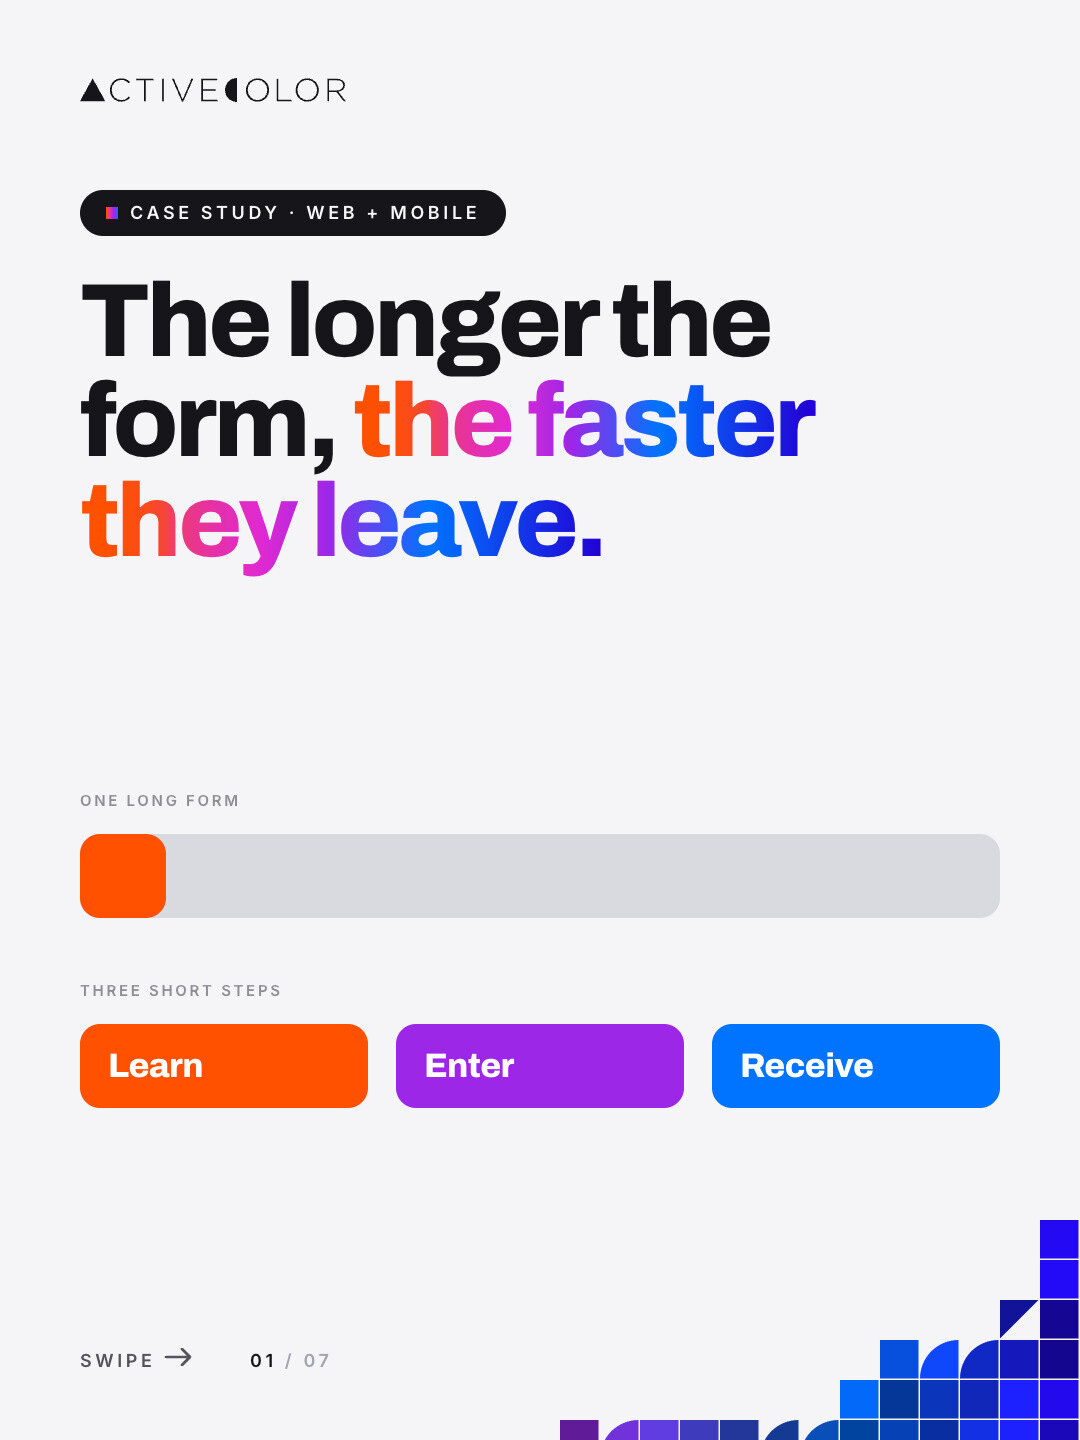 ACTIVECOLOR
CASE STUDY · WEB + MOBILE
The longer the
form, the faster
they leave.
ONE LONG FORM
THREE SHORT STEPS
Learn Enter Receive
SWIPE → 01 / 07